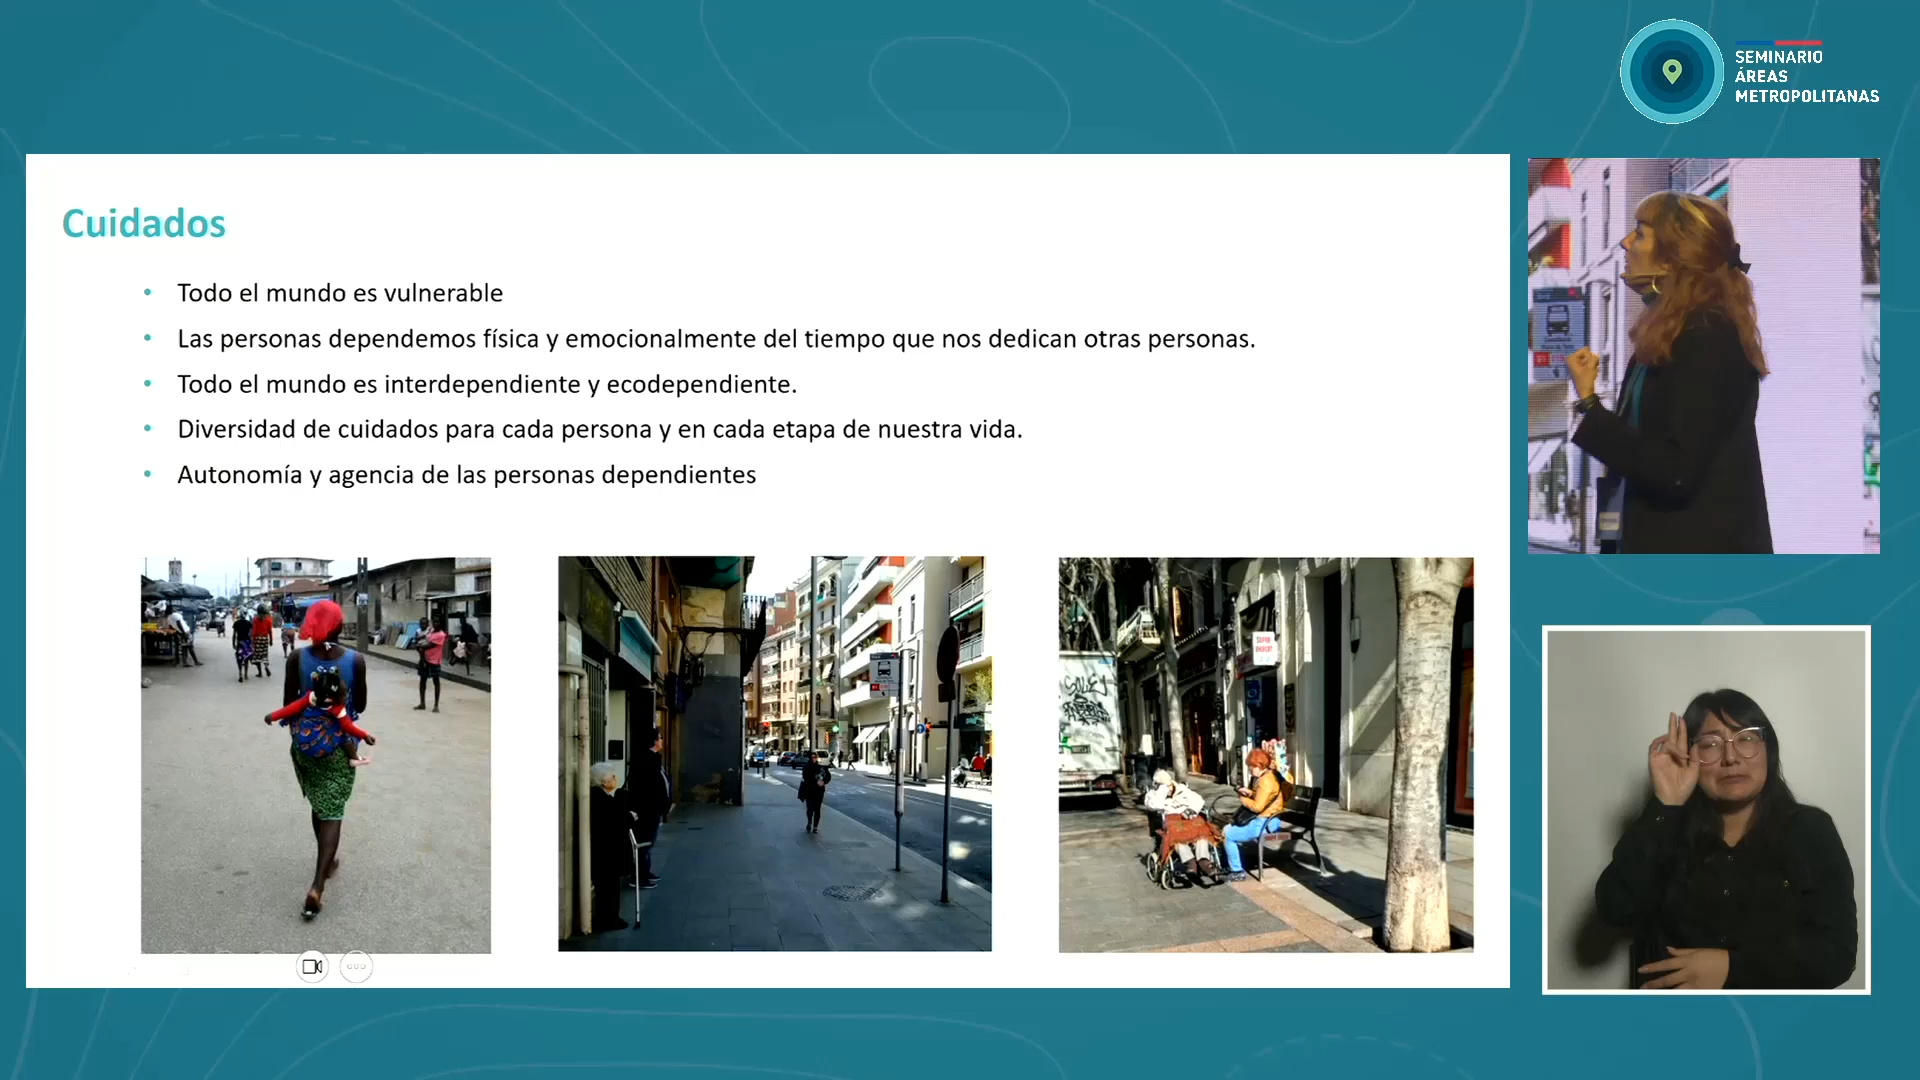 SEMINARIO
ÁREAS
METROPOLITANAS
Cuidados
• Todo el mundo es vulnerable
• Las personas dependemos física y emocionalmente del tiempo que nos dedican otras personas.
• Todo el mundo es interdependiente y ecodependiente.
• Diversidad de cuidados para cada persona y en cada etapa de nuestra vida.
• Autonomía y agencia de las personas dependientes